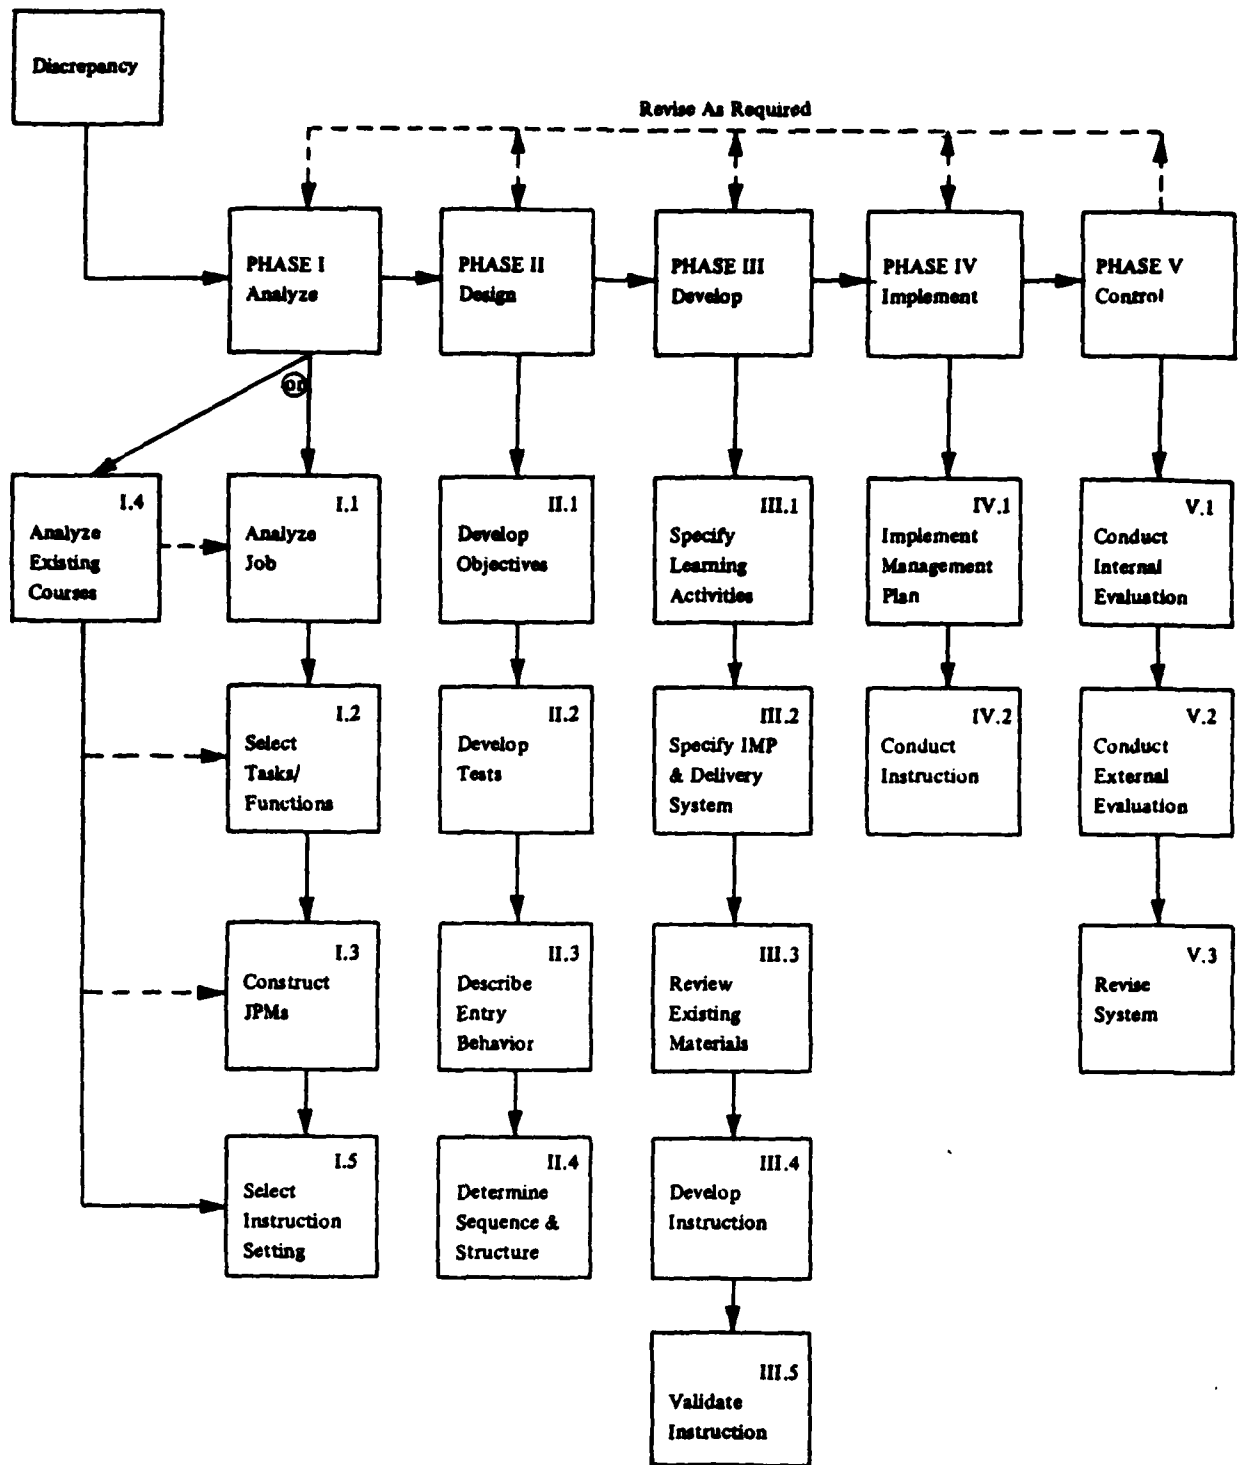 Discrepancy
Revise As Required
PHASE I
Analyze
PHASE II
Design
PHASE III
Develop
PHASE IV
Implement
PHASE V
Control
or
I.4
Analyze
Existing
Courses
I.1
Analyze
Job
II.1
Develop
Objectives
III.1
Specify
Learning
Activities
IV.1
Implement
Management
Plan
V.1
Conduct
Internal
Evaluation
I.2
Select
Tasks/
Functions
II.2
Develop
Tests
III.2
Specify IMP
& Delivery
System
IV.2
Conduct
Instruction
V.2
Conduct
External
Evaluation
I.3
Construct
JPMs
II.3
Describe
Entry
Behavior
III.3
Review
Existing
Materials
V.3
Revise
System
I.5
Select
Instruction
Setting
II.4
Determine
Sequence &
Structure
III.4
Develop
Instruction
III.5
Validate
Instruction